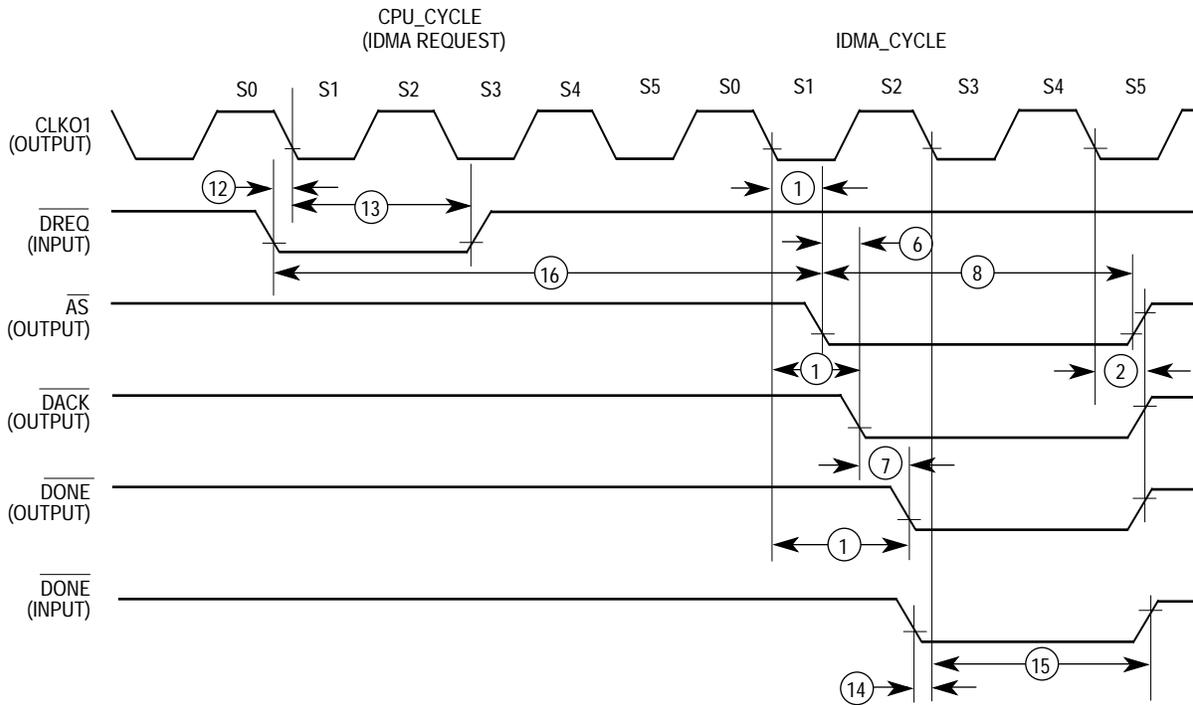 CPU_CYCLE
(IDMA REQUEST)
IDMA_CYCLE
S0 S1 S2 S3 S4 S5 S0 S1 S2 S3 S4 S5
CLKO1
(OUTPUT)
12
13
1
DREQ
(INPUT)
6
16
8
AS
(OUTPUT)
1
2
DACK
(OUTPUT)
7
DONE
(OUTPUT)
1
DONE
(INPUT)
15
14